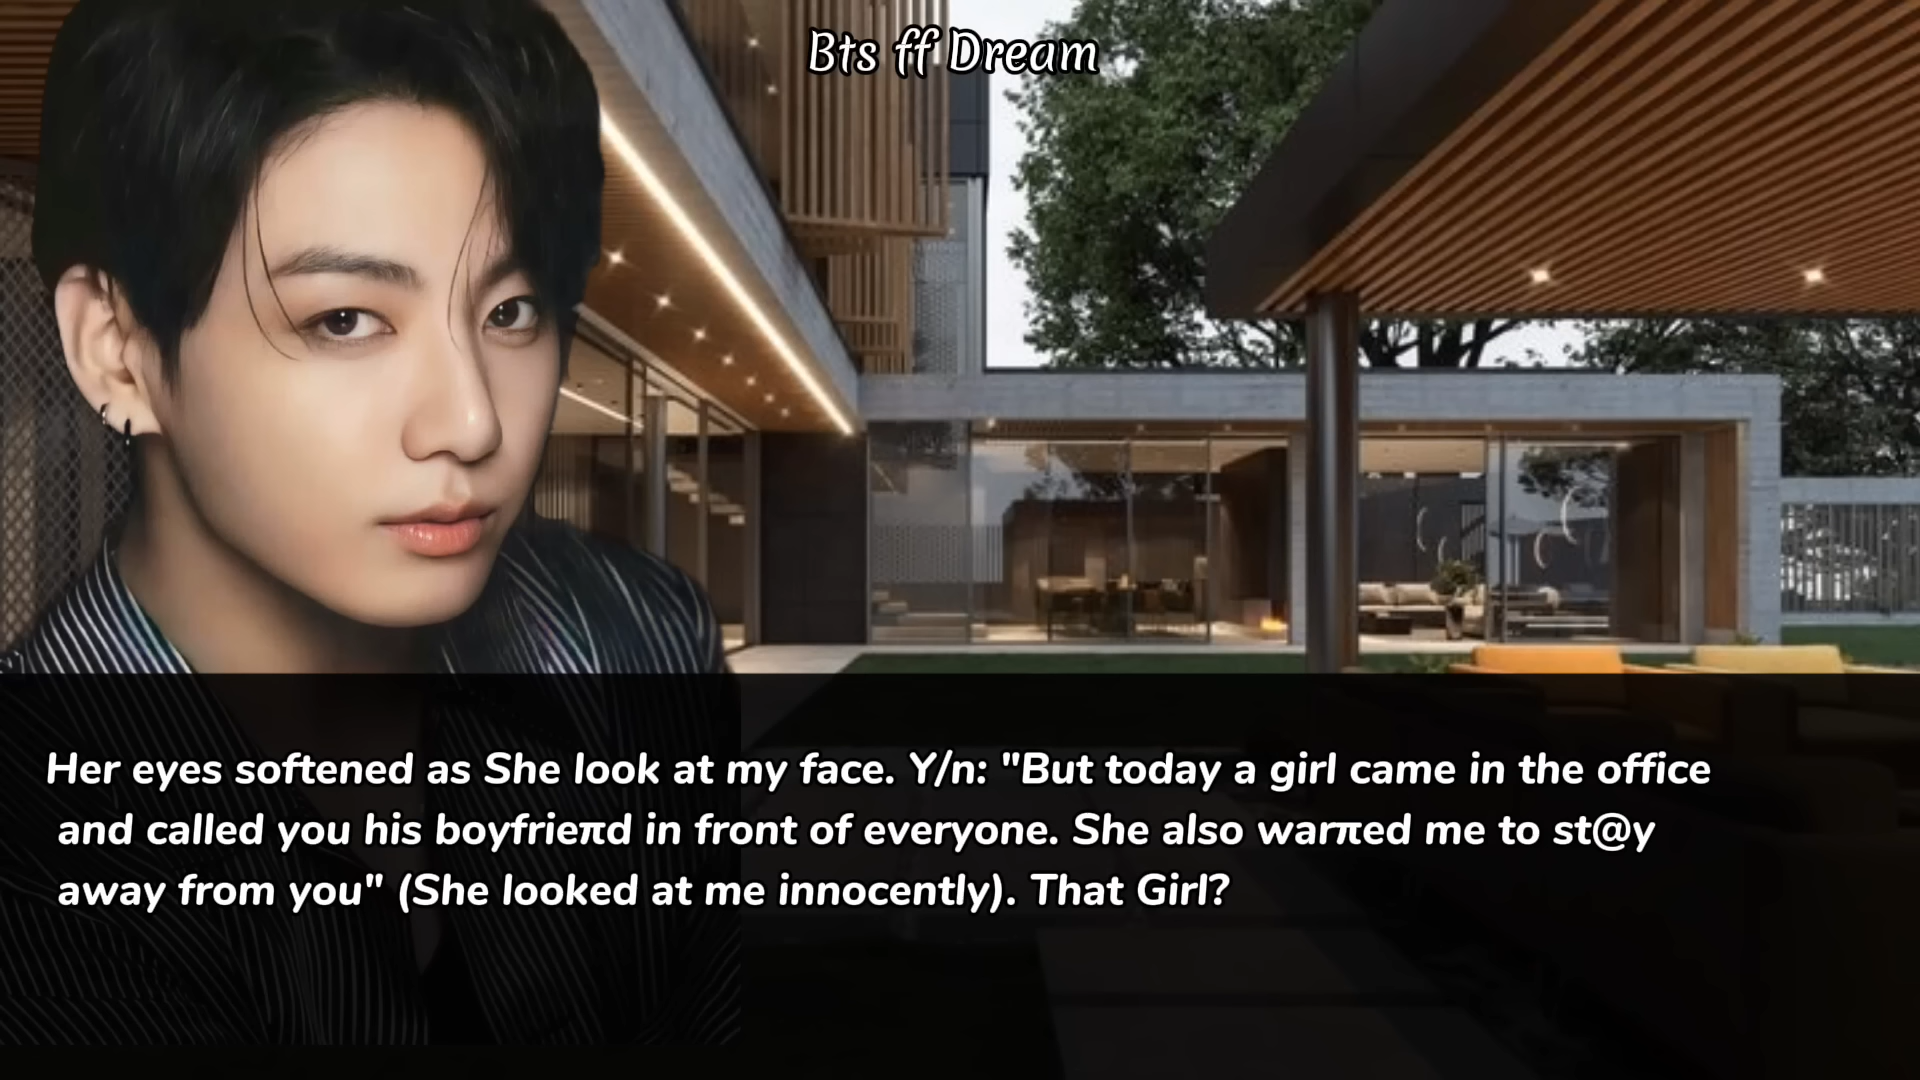 Bts ff Dream
Her eyes softened as She look at my face. Y/n: "But today a girl came in the office
and called you his boyfrieπd in front of everyone. She also warπed me to st@y
away from you" (She looked at me innocently). That Girl?